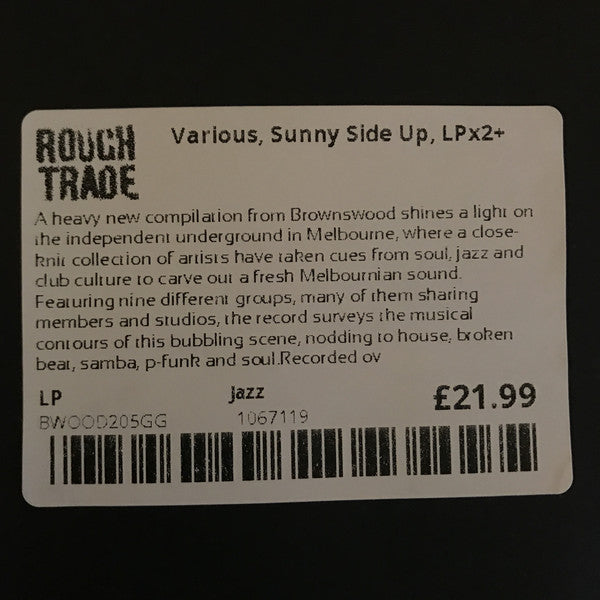 ROUGH
TRADE
Various, Sunny Side Up, LPx2+
A heavy new compilation from Brownswood shines a light on
the independent underground in Melbourne, where a close-
knit collection of artists have taken cues from soul, jazz and
club culture to carve out a fresh Melbournian sound.
Featuring nine different groups, many of them sharing
members and studios, the record surveys the musical
contours of this bubbling scene, nodding to house, broken
beat, samba, p-funk and soul.Recorded ov
LP Jazz £21.99
BWOOD205GG 1067119